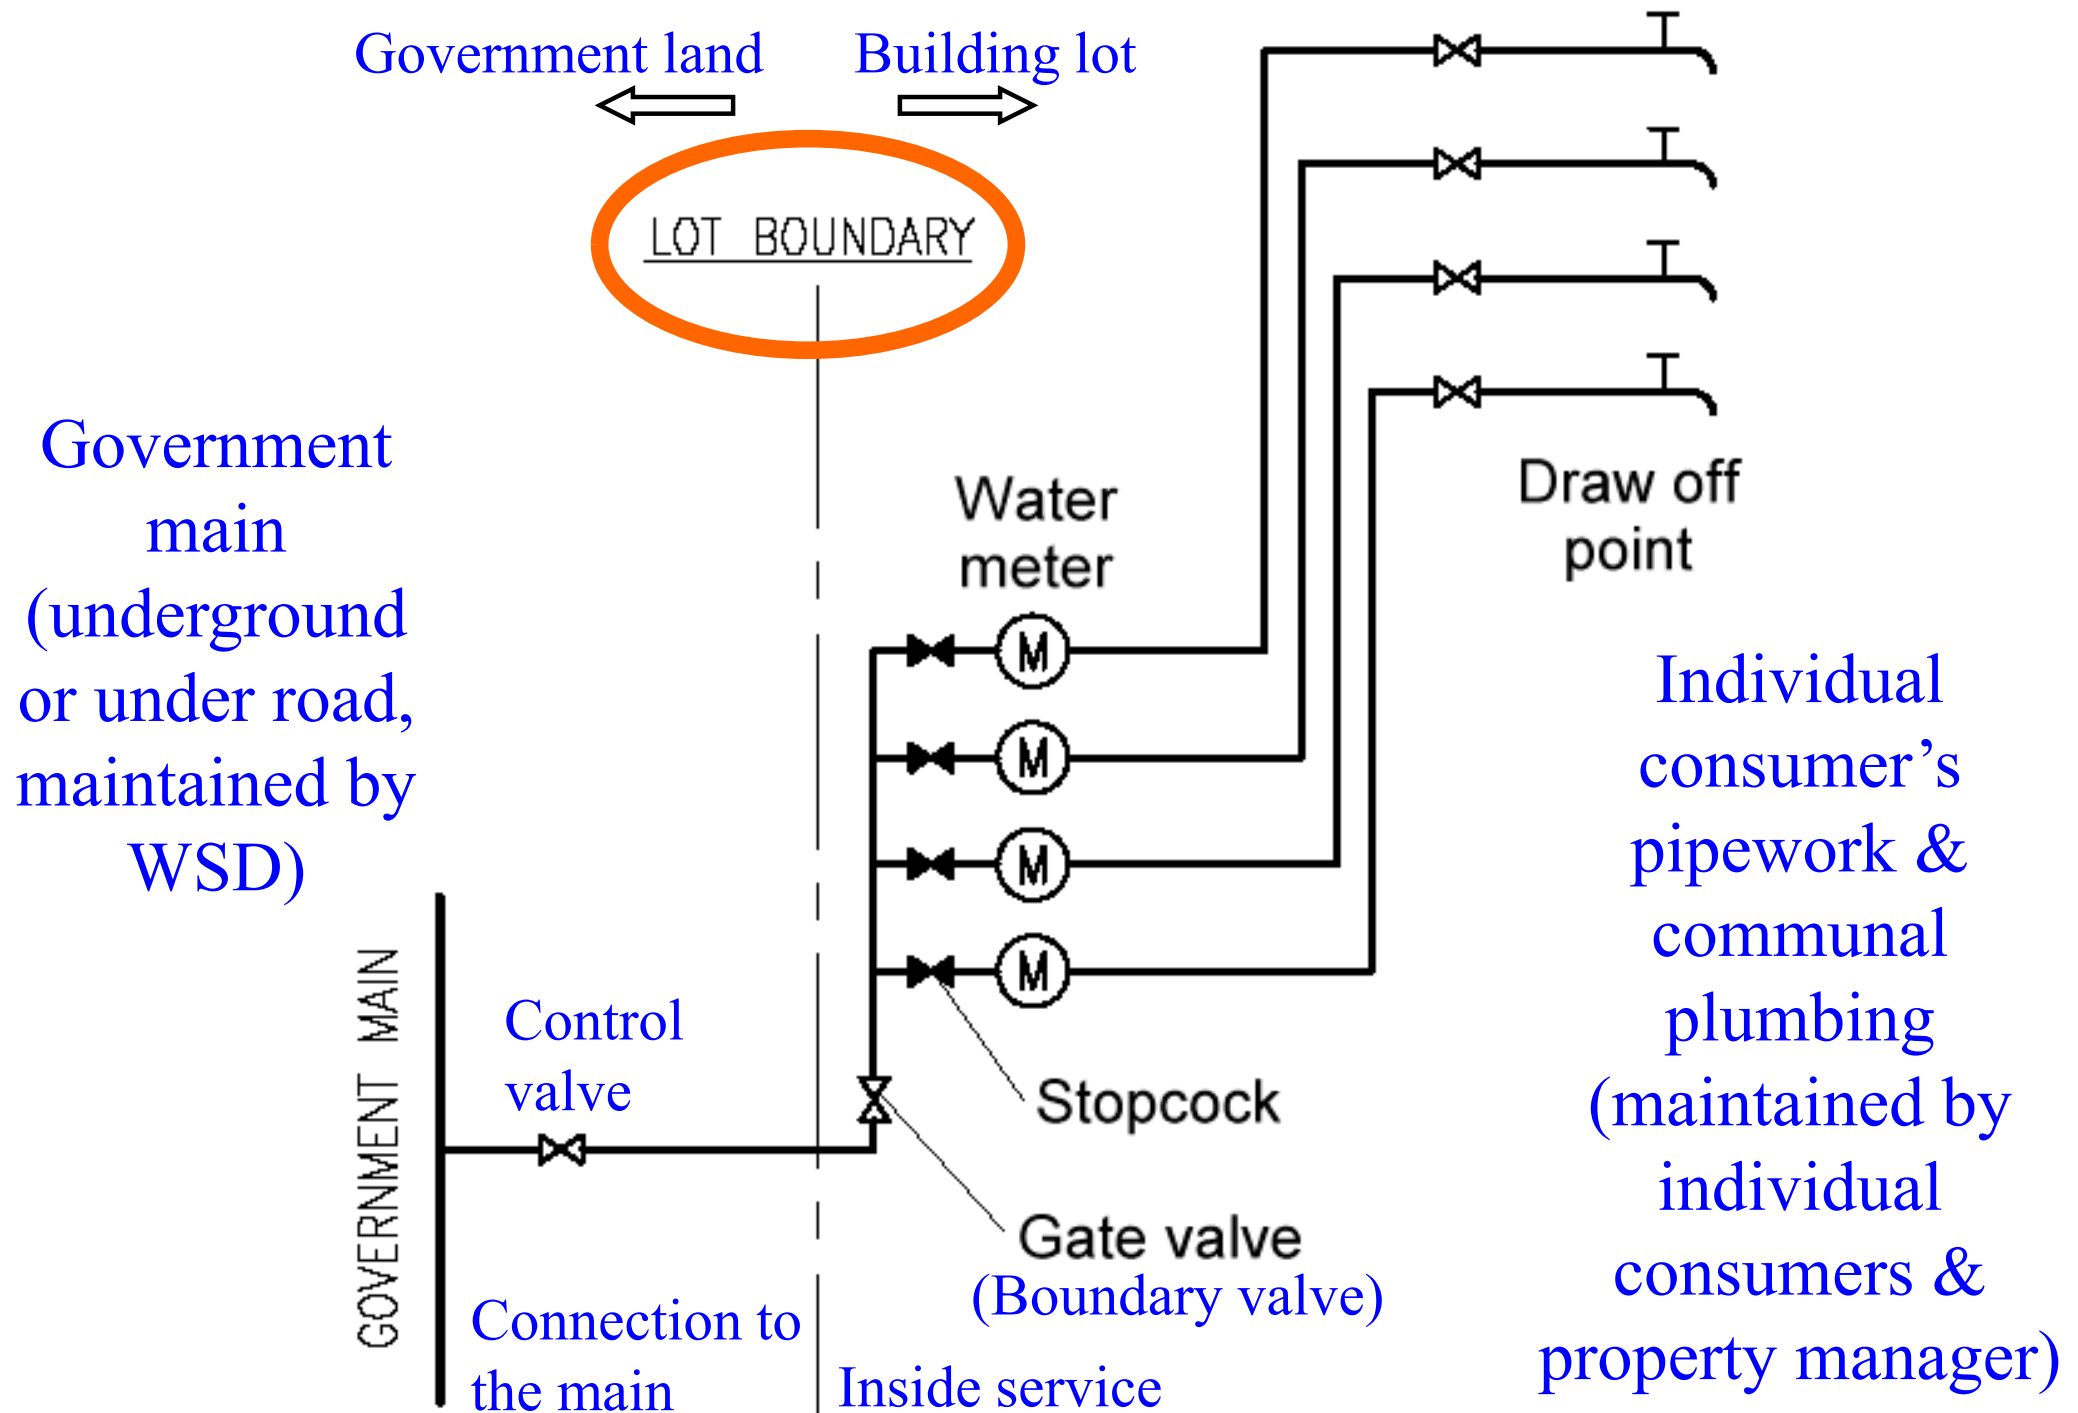 Government land
Building lot
LOT BOUNDARY
Government
main
(underground
or under road,
maintained by
WSD)
Water
meter
Draw off
point
M
M
M
M
Individual
consumer’s
pipework &
communal
plumbing
(maintained by
individual
consumers &
property manager)
GOVERNMENT MAIN
Control
valve
Stopcock
Gate valve
(Boundary valve)
Connection to
the main
Inside service